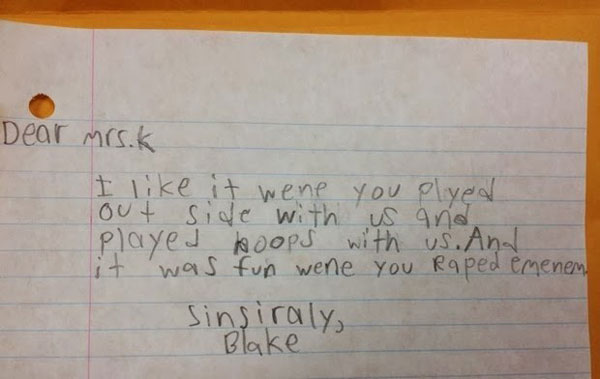 Dear Mrs.K
I like it wene you plyed
out side with us and
played hoops with us. And
it was fun wene you Raped emenem
Sinsiraly,
Blake